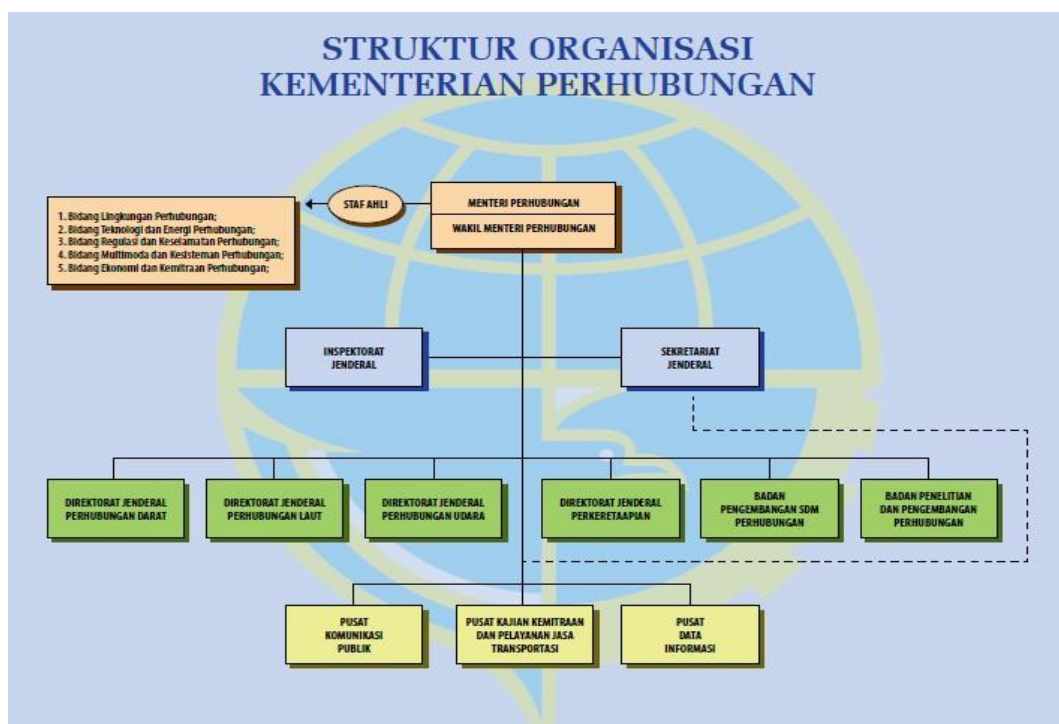 STRUKTUR ORGANISASI
KEMENTERIAN PERHUBUNGAN
STAF AHLI
MENTERI PERHUBUNGAN
WAKIL MENTERI PERHUBUNGAN
1. Bidang Lingkungan Perhubungan;
2. Bidang Teknologi dan Energi Perhubungan;
3. Bidang Regulasi dan Keselamatan Perhubungan;
4. Bidang Multimoda dan Kesisteman Perhubungan;
5. Bidang Ekonomi dan Kemitraan Perhubungan;
INSPEKTORAT
JENDERAL
SEKRETARIAT
JENDERAL
DIREKTORAT JENDERAL
PERHUBUNGAN DARAT
DIREKTORAT JENDERAL
PERHUBUNGAN LAUT
DIREKTORAT JENDERAL
PERHUBUNGAN UDARA
DIREKTORAT JENDERAL
PERKERETAAPIAN
BADAN
PENGEMBANGAN SDM
PERHUBUNGAN
BADAN PENELITIAN
DAN PENGEMBANGAN
PERHUBUNGAN
PUSAT
KOMUNIKASI
PUBLIK
PUSAT KAJIAN KEMITRAAN
DAN PELAYANAN JASA
TRANSPORTASI
PUSAT
DATA
INFORMASI